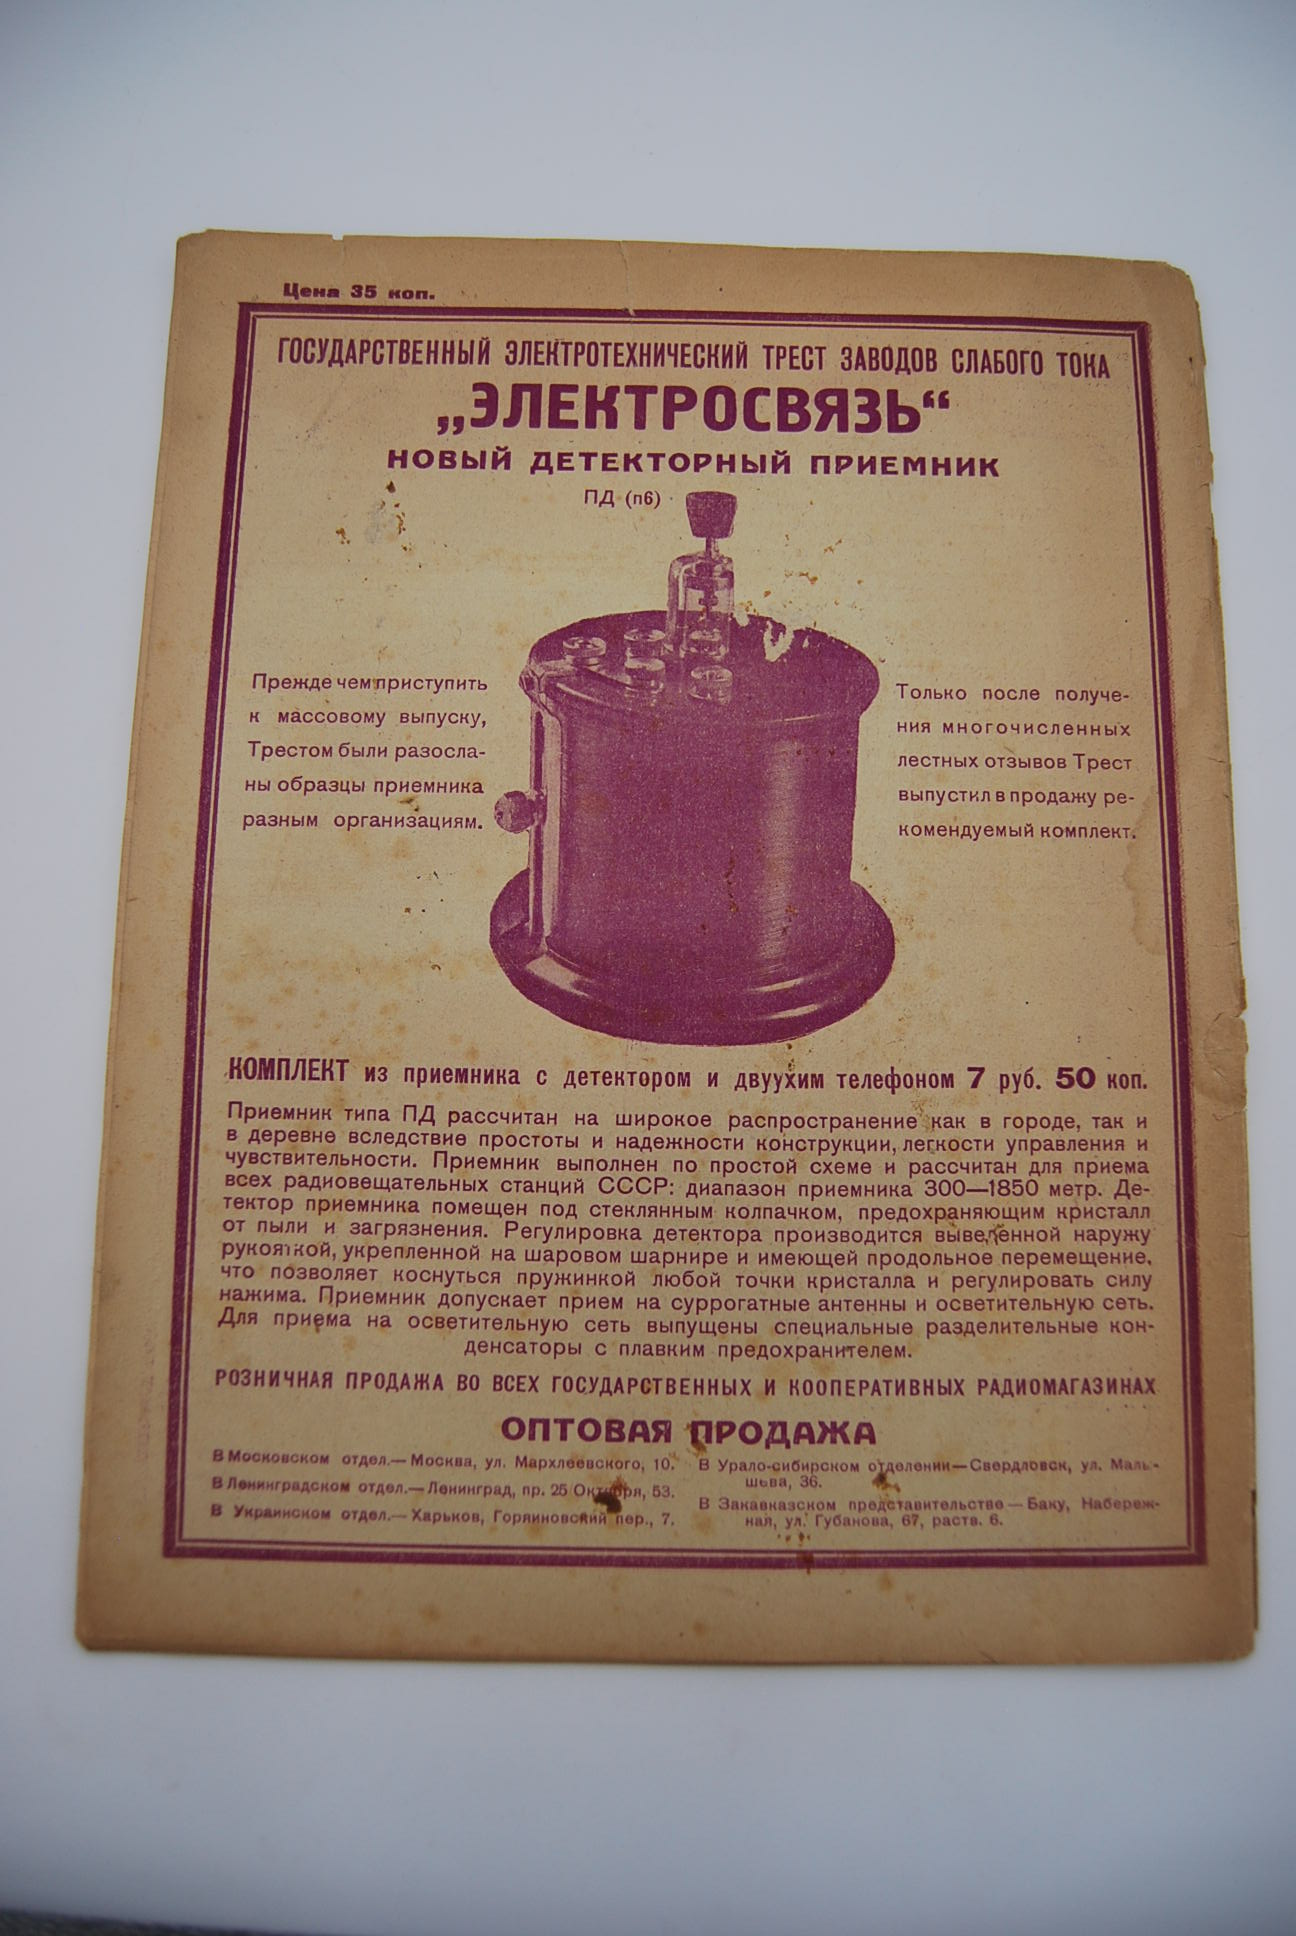 Цена 35 коп.
ГОСУДАРСТВЕННЫЙ ЭЛЕКТРОТЕХНИЧЕСКИЙ ТРЕСТ ЗАВОДОВ СЛАБОГО ТОКА
„ЭЛЕКТРОСВЯЗЬ“
НОВЫЙ ДЕТЕКТОРНЫЙ ПРИЕМНИК
ПД (п6)
Прежде чем приступить
к массовому выпуску,
Трестом были разосла-
ны образцы приемника
разным организациям.
Только после получе-
ния многочисленных
лестных отзывов Трест
выпустил в продажу ре-
комендуемый комплект.
КОМПЛЕКТ из приемника с детектором и двуухим телефоном 7 руб. 50 коп.
Приемник типа ПД рассчитан на широкое распространение как в городе, так и
в деревне вследствие простоты и надежности конструкции, легкости управления и
чувствительности. Приемник выполнен по простой схеме и рассчитан для приема
всех радиовещательных станций СССР: диапазон приемника 300—1850 метр. Де-
тектор приемника помещен под стеклянным колпачком, предохраняющим кристалл
от пыли и загрязнения. Регулировка детектора производится выведенной наружу
рукояткой, укрепленной на шаровом шарнире и имеющей продольное перемещение,
что позволяет коснуться пружинкой любой точки кристалла и регулировать силу
нажима. Приемник допускает прием на суррогатные антенны и осветительную сеть.
Для приема на осветительную сеть выпущены специальные разделительные кон-
денсаторы с плавким предохранителем.
РОЗНИЧНАЯ ПРОДАЖА ВО ВСЕХ ГОСУДАРСТВЕННЫХ И КООПЕРАТИВНЫХ РАДИОМАГАЗИНАХ
ОПТОВАЯ ПРОДАЖА
В Московском отдел.— Москва, ул. Мархлевского, 10.
В Ленинградском отдел.— Ленинград, пр. 25 Октября, 53.
В Украинском отдел.— Харьков, Горяиновский пер., 7.
В Урало-сибирском отделении—Свердловск, ул. Малы-
шева, 36.
В Закавказском представительстве — Баку, Набереж-
ная, ул. Губанова, 67, раств. 6.